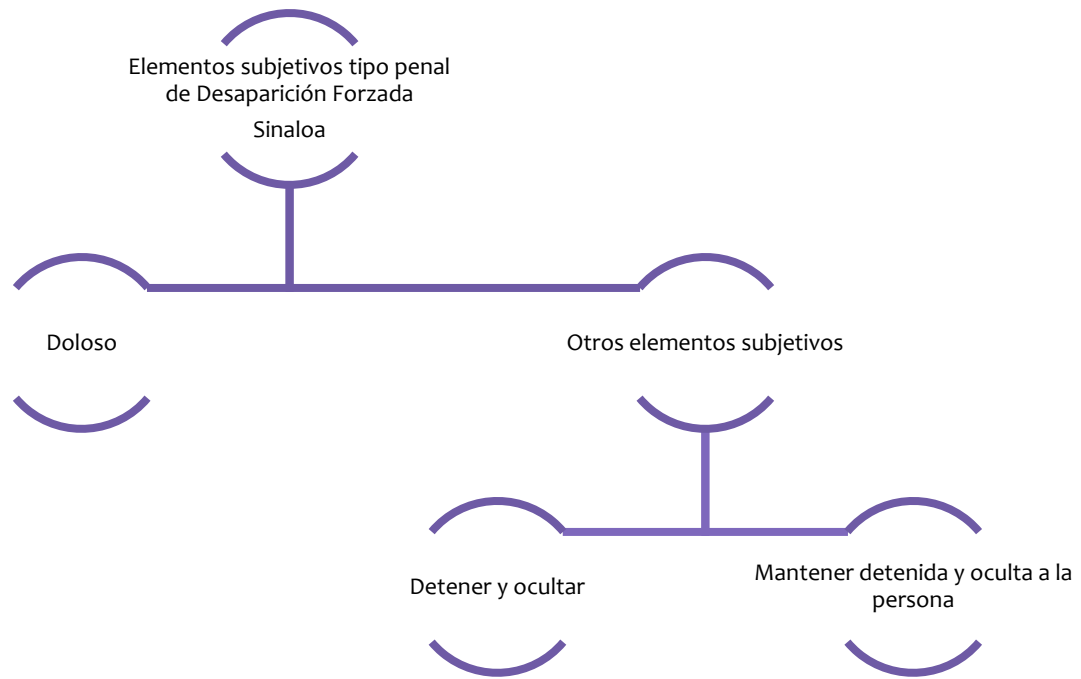 Elementos subjetivos tipo penal
de Desaparición Forzada
Sinaloa
Doloso
Otros elementos subjetivos
Detener y ocultar
Mantener detenida y oculta a la
persona